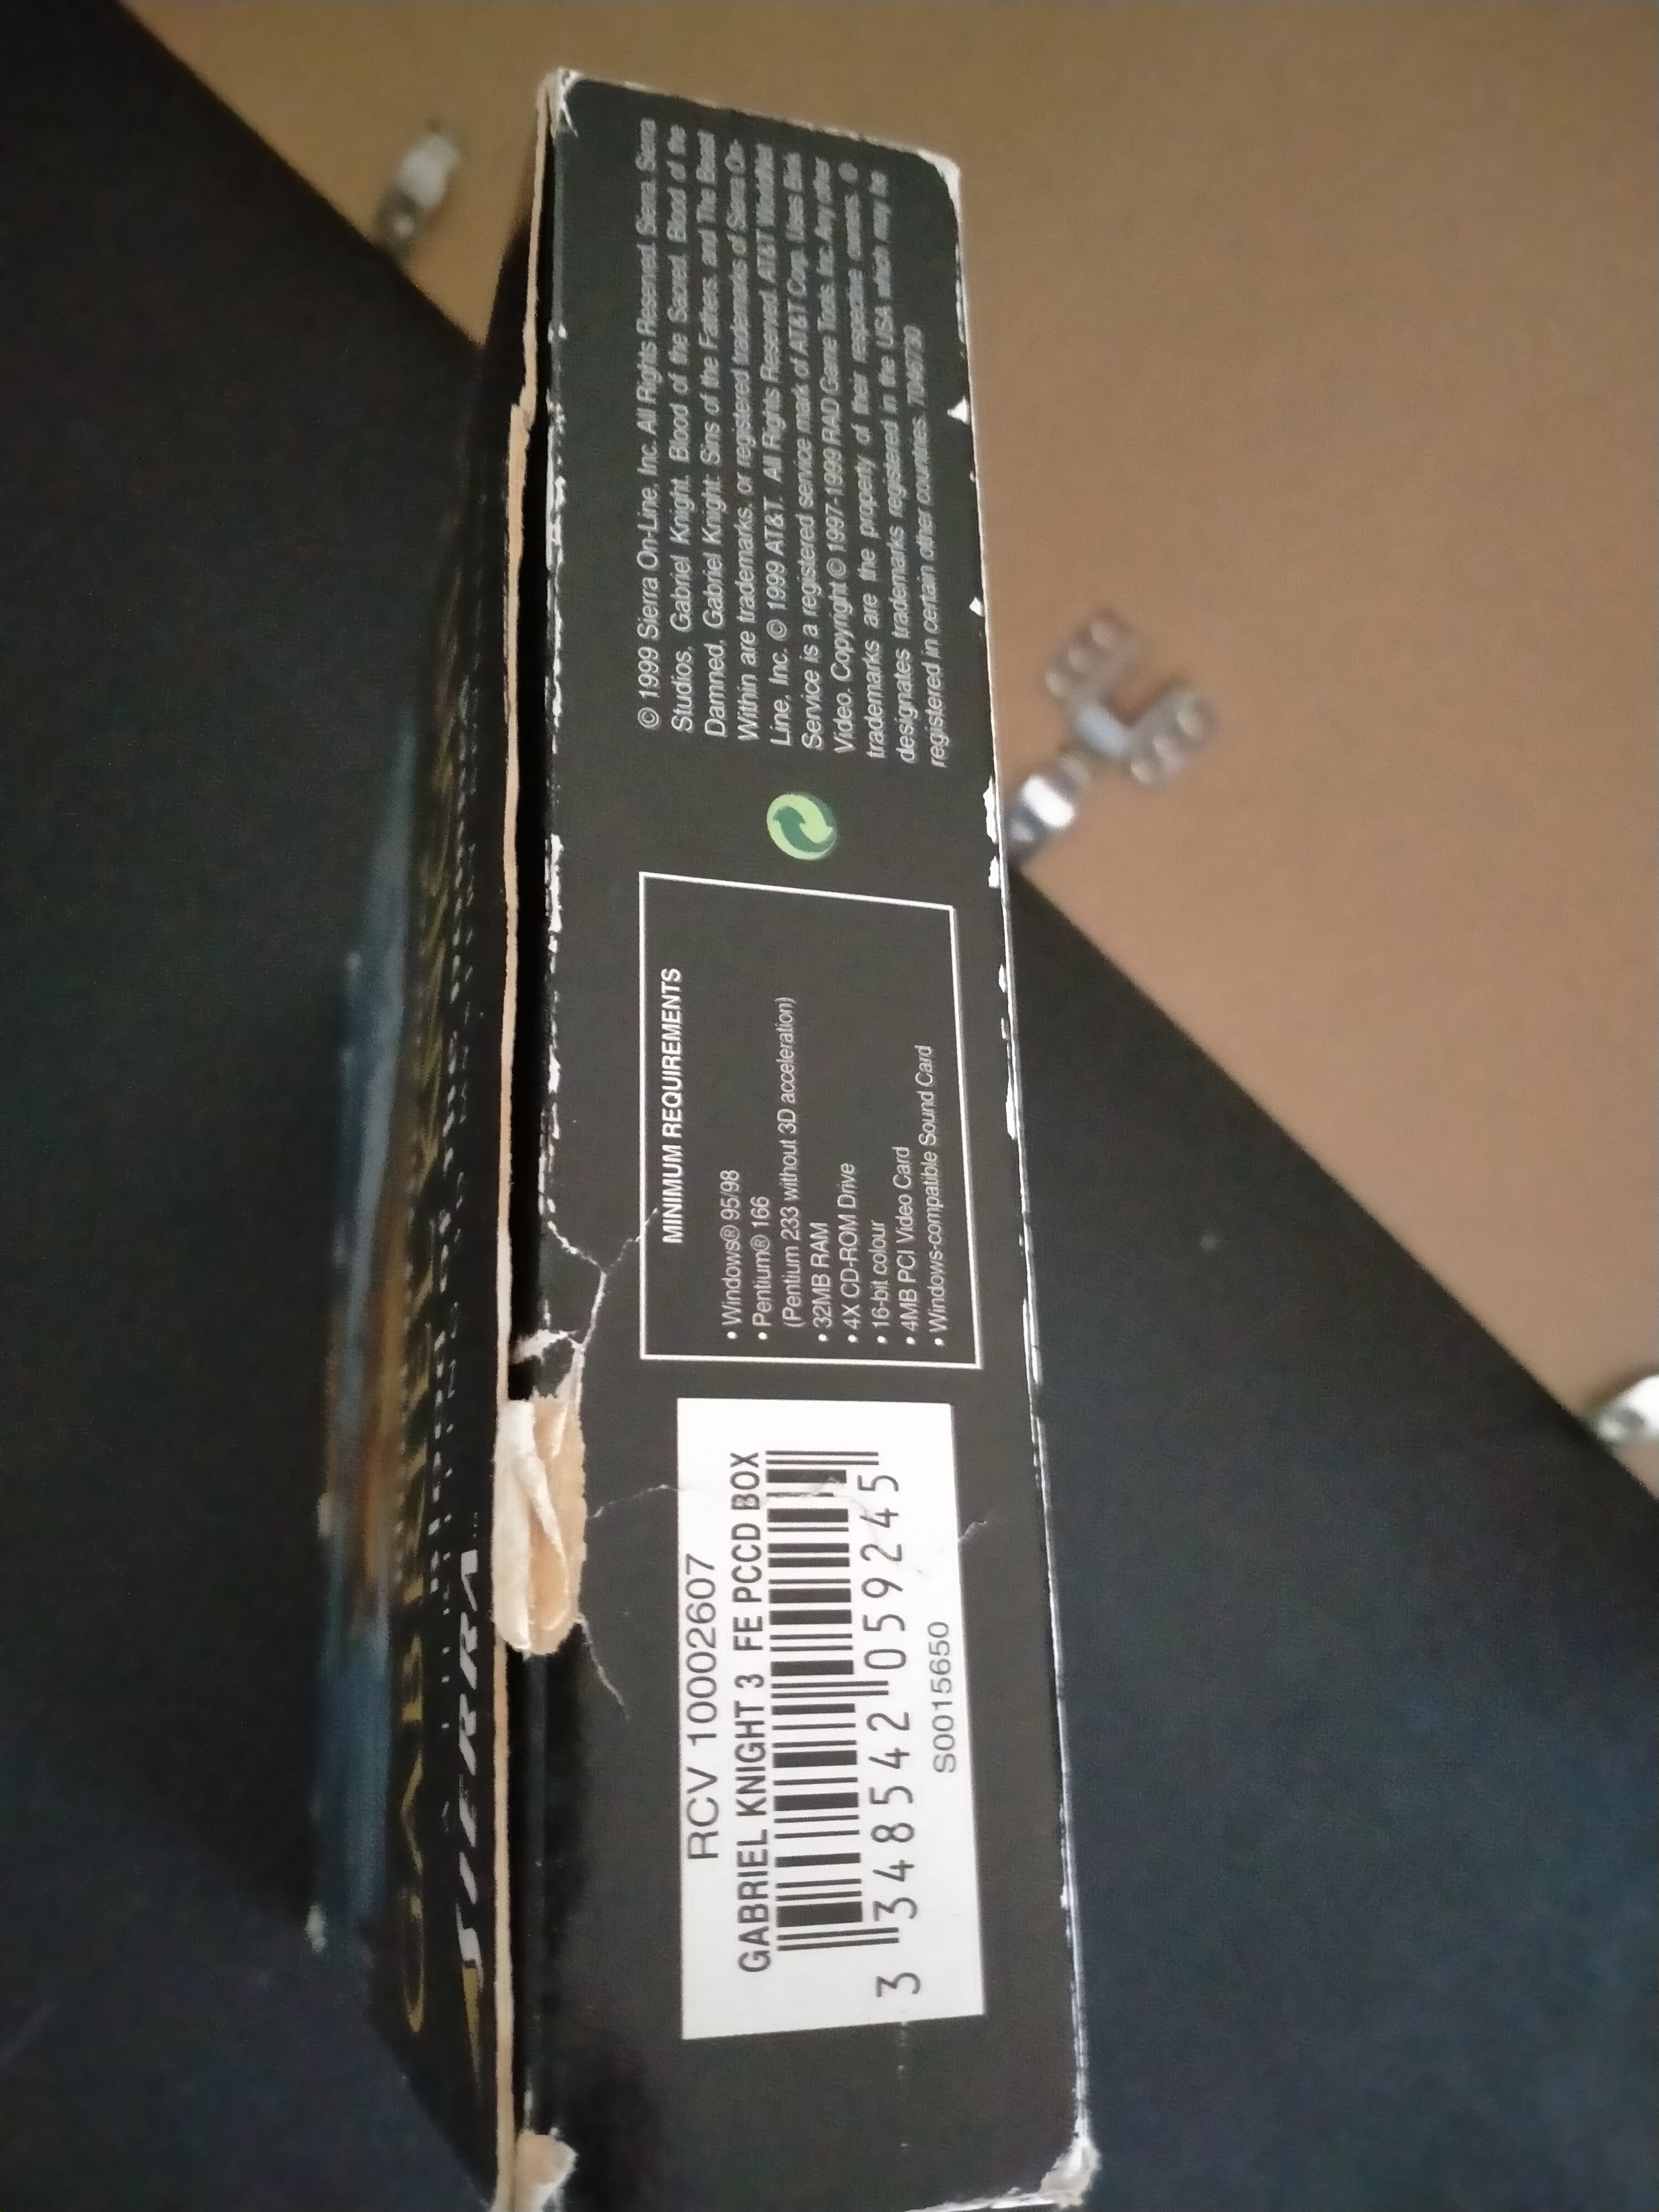 © 1999 Sierra On-Line, Inc. All Rights Reserved. Sierra, Sierra
Studios, Gabriel Knight, Blood of the Sacred, Blood of the
Damned, Gabriel Knight: Sins of the Fathers, and The Beast
Within are trademarks, or registered trademarks of Sierra On-
Line, Inc. © 1999 AT&T. All Rights Reserved. AT&T WorldNet
Service is a registered service mark of AT&T Corp. Uses Bink
Video. Copyright © 1997-1999 RAD Game Tools, Inc. Any other
trademarks are the property of their respective owners. ®
designates trademarks registered in the USA which may be
registered in certain other countries.
MINIMUM REQUIREMENTS
• Windows® 95/98
• Pentium® 166
(Pentium 233 without 3D acceleration)
• 32MB RAM
• 4X CD-ROM Drive
• 16-bit colour
• 4MB PCI Video Card
• Windows-compatible Sound Card
RCV 10002607
GABRIEL KNIGHT 3 FE PCCD BOX
3 348542 059245
S0015650
SIERRA